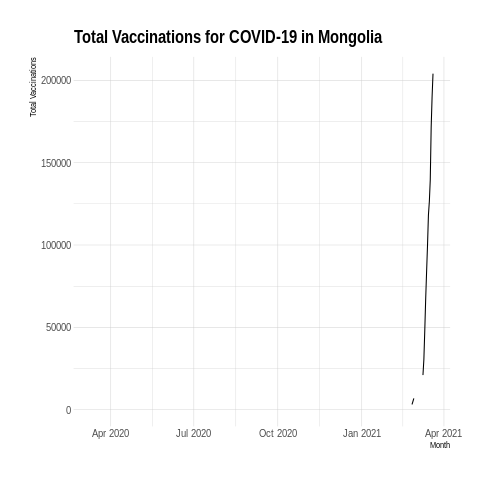 Total Vaccinations for COVID-19 in Mongolia
Total Vaccinations
200000
150000
100000
50000
0
Apr 2020 Jul 2020 Oct 2020 Jan 2021 Apr 2021
Month